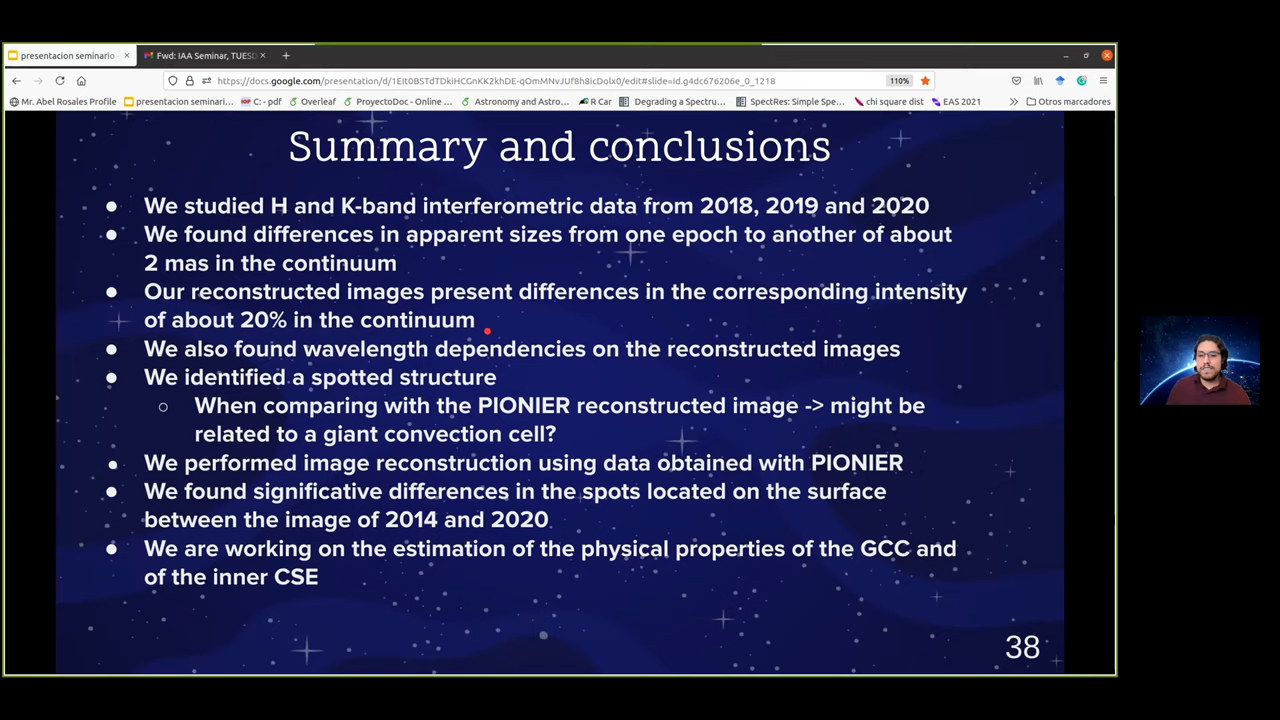 presentacion seminario
Fwd: IAA Seminar, TUESD
https://docs.google.com/presentation/d/1EIt0BSTdTDkiHCGnKK2khDE-qOmMNvJUf8h8icDolx0/edit#slide=id.g4dc676206e_0_1218
110%
Mr. Abel Rosales Profile
presentacion seminari...
C: - pdf
Overleaf
ProyectoDoc - Online ...
Astronomy and Astro...
R Car
Degrading a Spectru...
SpectRes: Simple Spe...
chi square dist
EAS 2021
Otros marcadores
Summary and conclusions
● We studied H and K-band interferometric data from 2018, 2019 and 2020
● We found differences in apparent sizes from one epoch to another of about
2 mas in the continuum
● Our reconstructed images present differences in the corresponding intensity
of about 20% in the continuum
● We also found wavelength dependencies on the reconstructed images
● We identified a spotted structure
○ When comparing with the PIONIER reconstructed image -> might be
related to a giant convection cell?
● We performed image reconstruction using data obtained with PIONIER
● We found significative differences in the spots located on the surface
between the image of 2014 and 2020
● We are working on the estimation of the physical properties of the GCC and
of the inner CSE
38